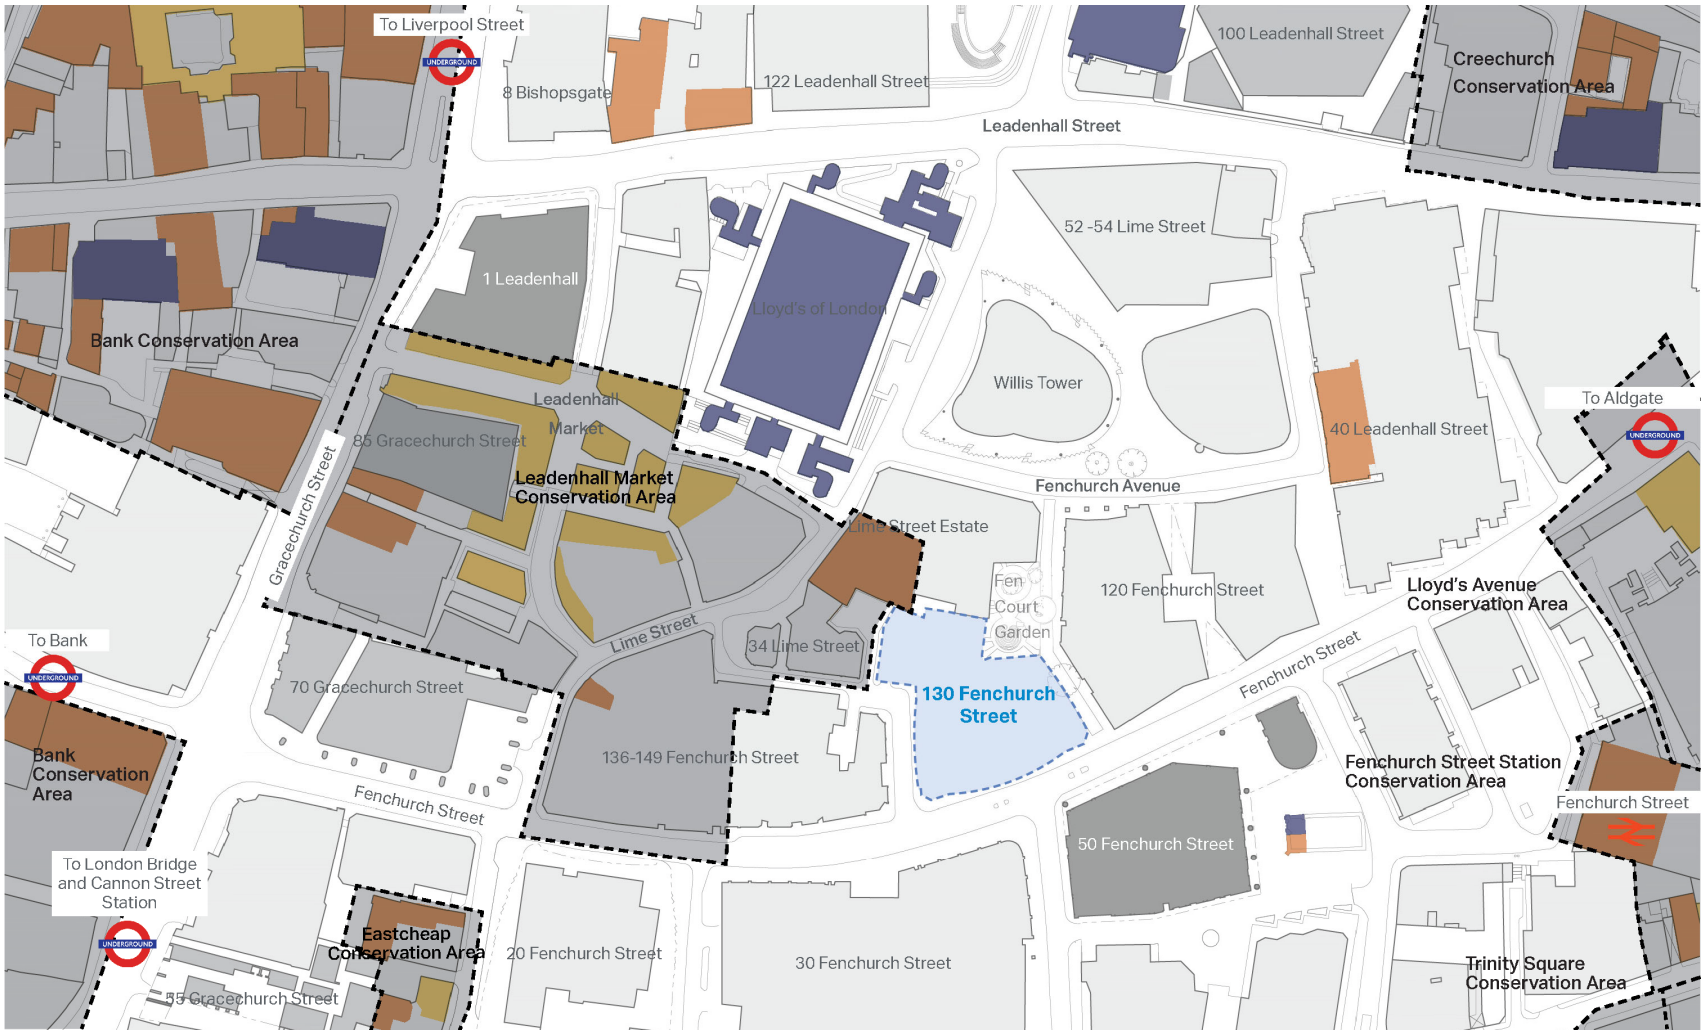 To Liverpool Street
UNDERGROUND
8 Bishopsgate
122 Leadenhall Street
100 Leadenhall Street
Creechurch
Conservation Area
Leadenhall Street
52 -54 Lime Street
1 Leadenhall
Lloyd's of London
Bank Conservation Area
Willis Tower
Leadenhall
Market
85 Gracechurch Street
40 Leadenhall Street
To Aldgate
UNDERGROUND
Leadenhall Market
Conservation Area
Fenchurch Avenue
Gracechurch Street
Lime Street Estate
Fen
Court
Garden
120 Fenchurch Street
Lloyd's Avenue
Conservation Area
To Bank
UNDERGROUND
Lime Street
34 Lime Street
Fenchurch Street
70 Gracechurch Street
130 Fenchurch
Street
136-149 Fenchurch Street
Bank
Conservation
Area
Fenchurch Street
Fenchurch Street Station
Conservation Area
Fenchurch Street
50 Fenchurch Street
To London Bridge
and Cannon Street
Station
UNDERGROUND
Eastcheap
Conservation Area
20 Fenchurch Street
30 Fenchurch Street
Trinity Square
Conservation Area
55 Gracechurch Street